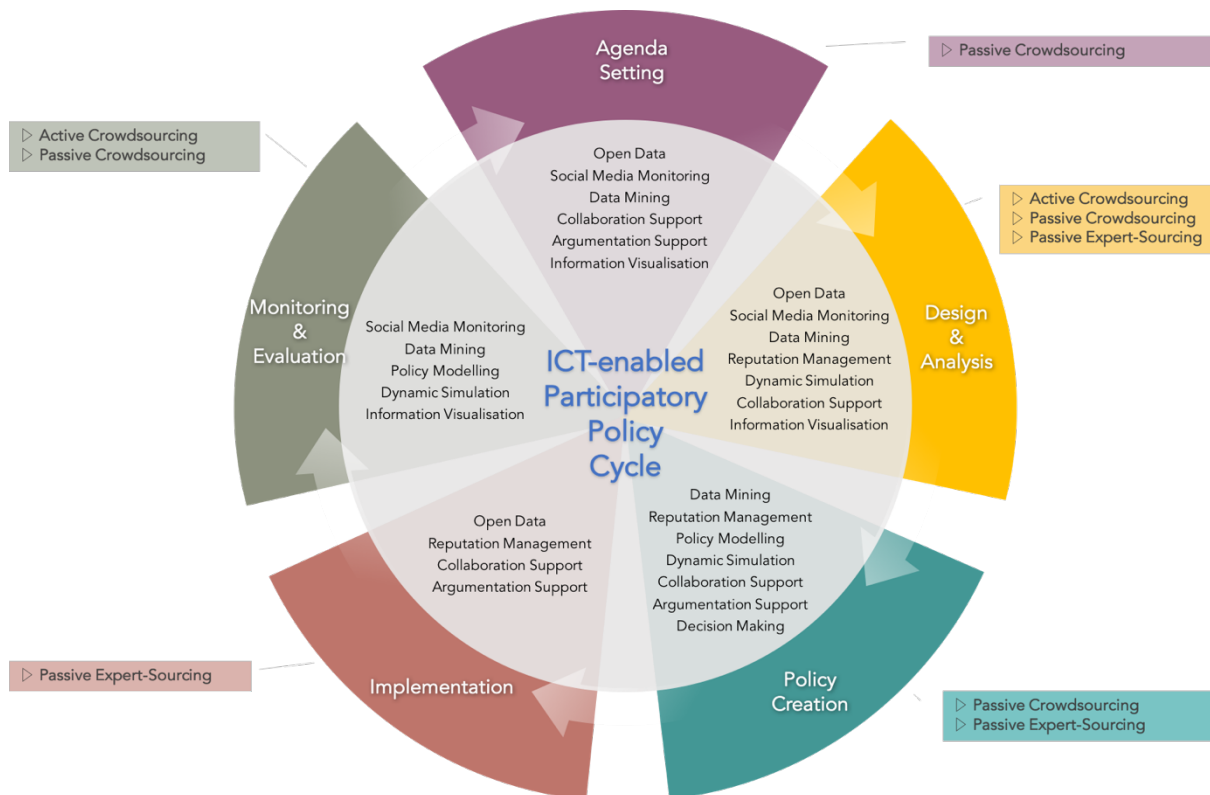 Agenda
Setting
▷ Passive Crowdsourcing
Open Data
Social Media Monitoring
Data Mining
Collaboration Support
Argumentation Support
Information Visualisation
▷ Active Crowdsourcing
▷ Passive Crowdsourcing
▷ Passive Expert-Sourcing
Design
&
Analysis
Open Data
Social Media Monitoring
Data Mining
Reputation Management
Dynamic Simulation
Collaboration Support
Information Visualisation
Policy
Creation
▷ Passive Crowdsourcing
▷ Passive Expert-Sourcing
Data Mining
Reputation Management
Policy Modelling
Dynamic Simulation
Collaboration Support
Argumentation Support
Decision Making
Implementation
▷ Passive Expert-Sourcing
Open Data
Reputation Management
Collaboration Support
Argumentation Support
Monitoring
&
Evaluation
▷ Active Crowdsourcing
▷ Passive Crowdsourcing
Social Media Monitoring
Data Mining
Policy Modelling
Dynamic Simulation
Information Visualisation
ICT-enabled
Participatory
Policy
Cycle